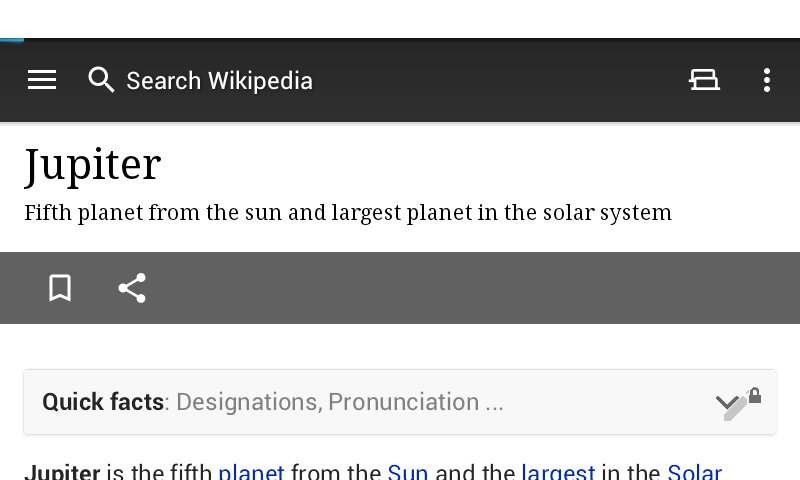 Search Wikipedia
Jupiter
Fifth planet from the sun and largest planet in the solar system
Quick facts: Designations, Pronunciation ...
Jupiter is the fifth planet from the Sun and the largest in the Solar